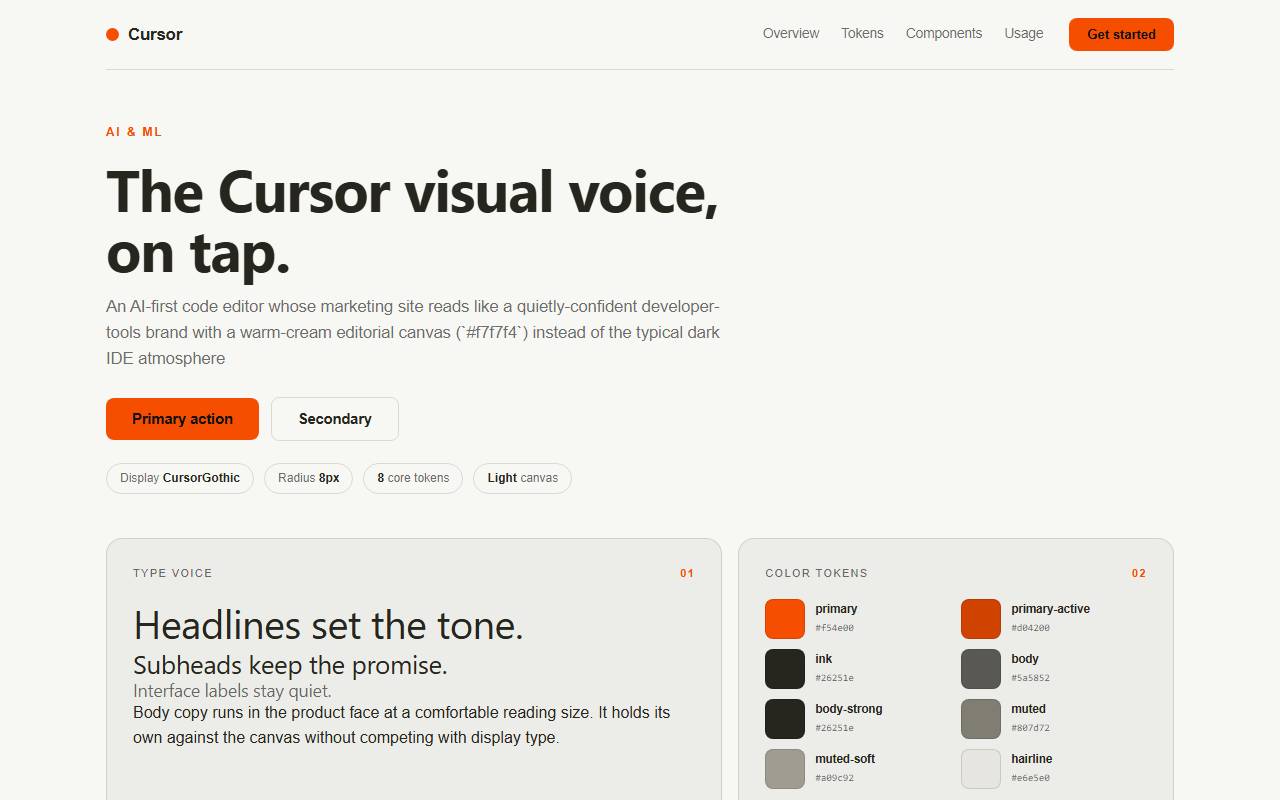 Cursor
Overview
Tokens
Components
Usage
Get started
AI & ML
The Cursor visual voice,
on tap.
An AI-first code editor whose marketing site reads like a quietly-confident developer-
tools brand with a warm-cream editorial canvas (`#f7f7f4`) instead of the typical dark
IDE atmosphere
Primary action
Secondary
Display CursorGothic
Radius 8px
8 core tokens
Light canvas
TYPE VOICE
01
Headlines set the tone.
Subheads keep the promise.
Interface labels stay quiet.
Body copy runs in the product face at a comfortable reading size. It holds its
own against the canvas without competing with display type.
COLOR TOKENS
02
primary
#f54e00
primary-active
#d04200
ink
#26251e
body
#5a5852
body-strong
#26251e
muted
#807d72
muted-soft
#a09c92
hairline
#e6e5e0